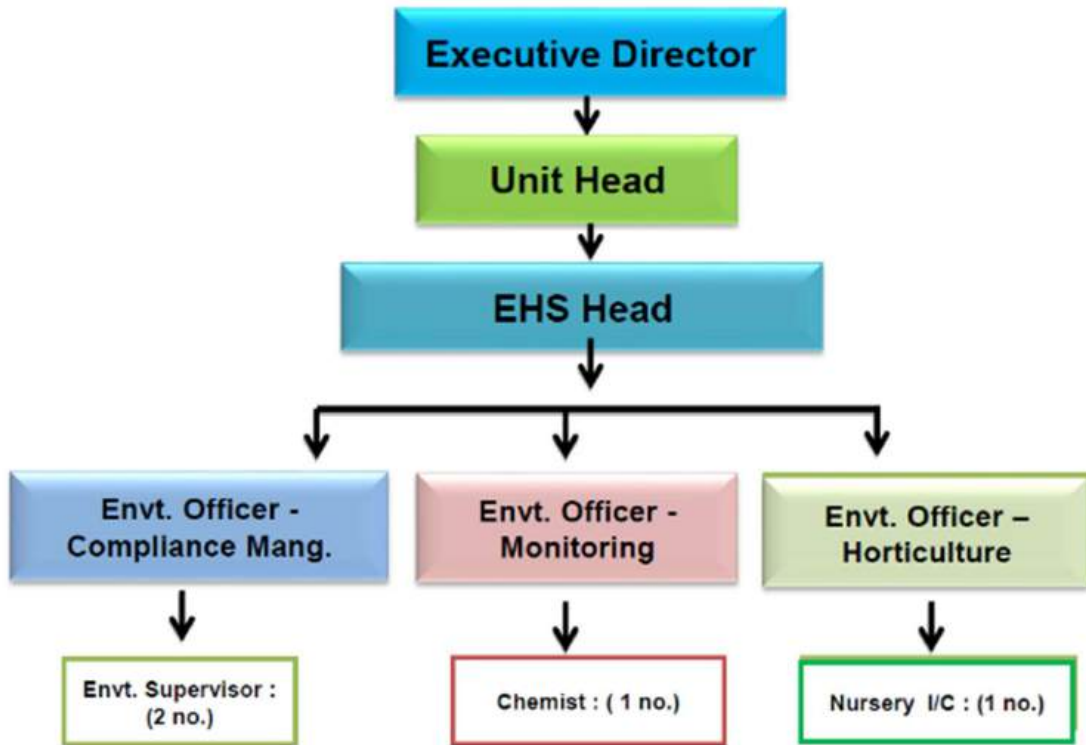 Executive Director
Unit Head
EHS Head
Envt. Officer -
Compliance Mang.
Envt. Officer -
Monitoring
Envt. Officer –
Horticulture
Envt. Supervisor :
(2 no.)
Chemist : ( 1 no.)
Nursery I/C : (1 no.)